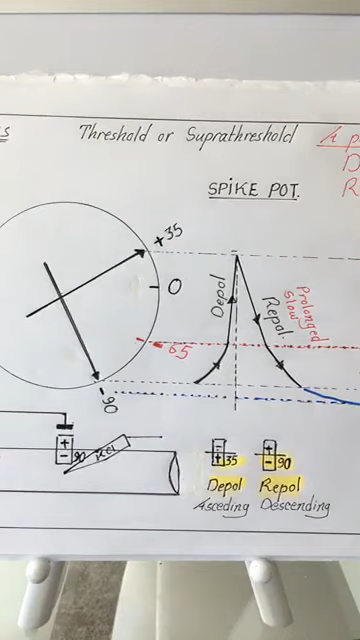 Threshold or Suprathreshold
SPIKE POT.
+35
0
-65
-90
Depol
Repol.
Prolonged
Slow
A p
D
R
+
-
90
KCl
-
+
35
+
-
90
Depol
Repol
Asceding
Descending